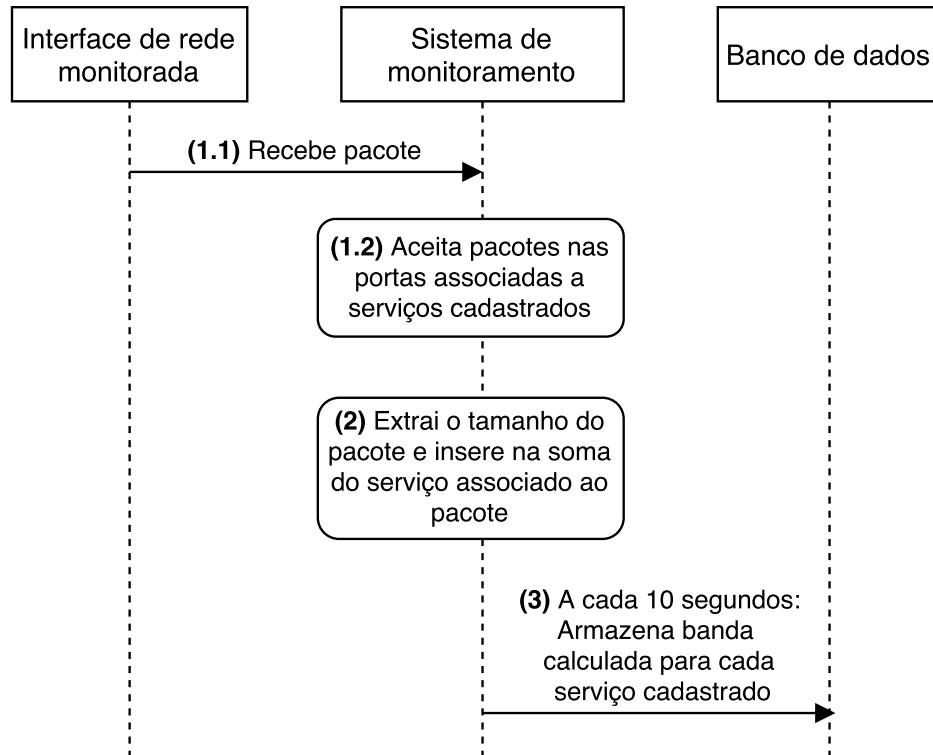 Interface de rede
monitorada
Sistema de
monitoramento
Banco de dados
(1.1) Recebe pacote
(1.2) Aceita pacotes nas
portas associadas a
serviços cadastrados
(2) Extrai o tamanho do
pacote e insere na soma
do serviço associado ao
pacote
(3) A cada 10 segundos:
Armazena banda
calculada para cada
serviço cadastrado